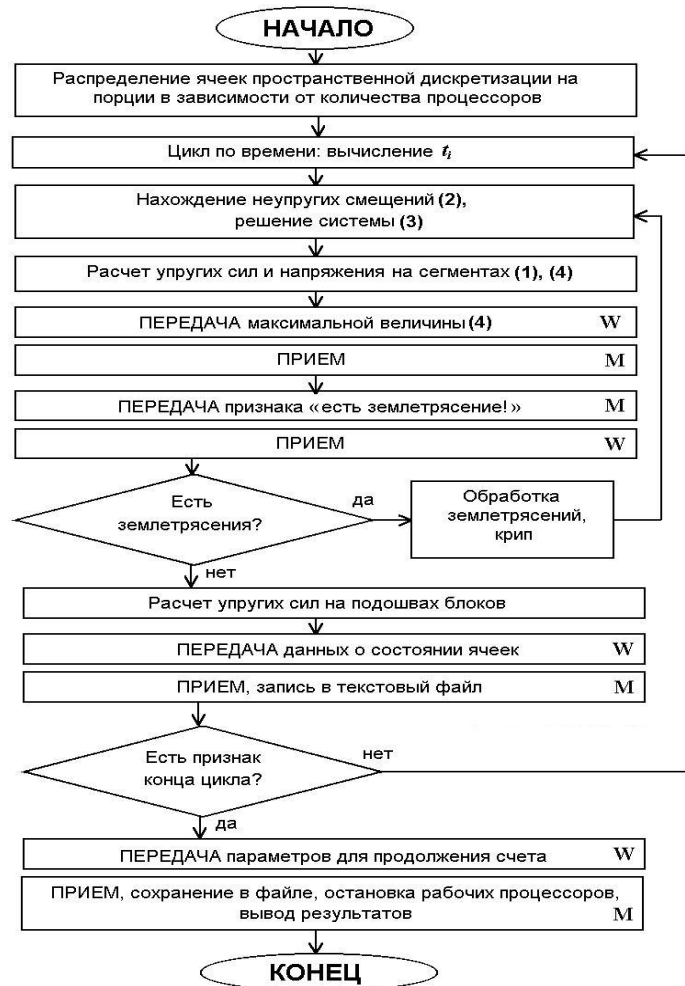 НАЧАЛО
Распределение ячеек пространственной дискретизации на
порции в зависимости от количества процессоров
Цикл по времени: вычисление tᵢ
Нахождение неупругих смещений (2),
решение системы (3)
Расчет упругих сил и напряжения на сегментах (1), (4)
ПЕРЕДАЧА максимальной величины (4) W
ПРИЕМ M
ПЕРЕДАЧА признака «есть землетрясение!» M
ПРИЕМ W
Есть
землетрясения?
да
Обработка
землетрясений,
крип
нет
Расчет упругих сил на подошвах блоков
ПЕРЕДАЧА данных о состоянии ячеек W
ПРИЕМ, запись в текстовый файл M
Есть признак
конца цикла?
нет
да
ПЕРЕДАЧА параметров для продолжения счета W
ПРИЕМ, сохранение в файле, остановка рабочих процессоров,
вывод результатов M
КОНЕЦ